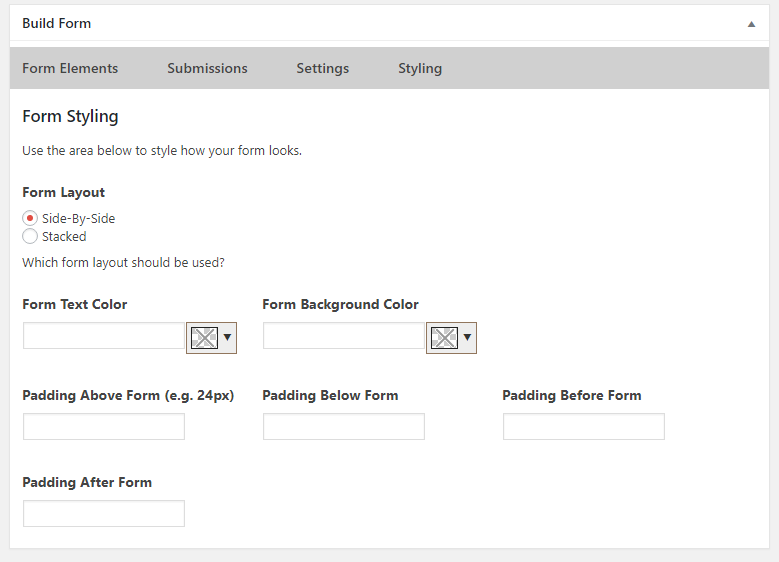 Build Form
Form Elements Submissions Settings Styling
Form Styling
Use the area below to style how your form looks.
Form Layout
Side-By-Side
Stacked
Which form layout should be used?
Form Text Color Form Background Color
Padding Above Form (e.g. 24px) Padding Below Form Padding Before Form
Padding After Form